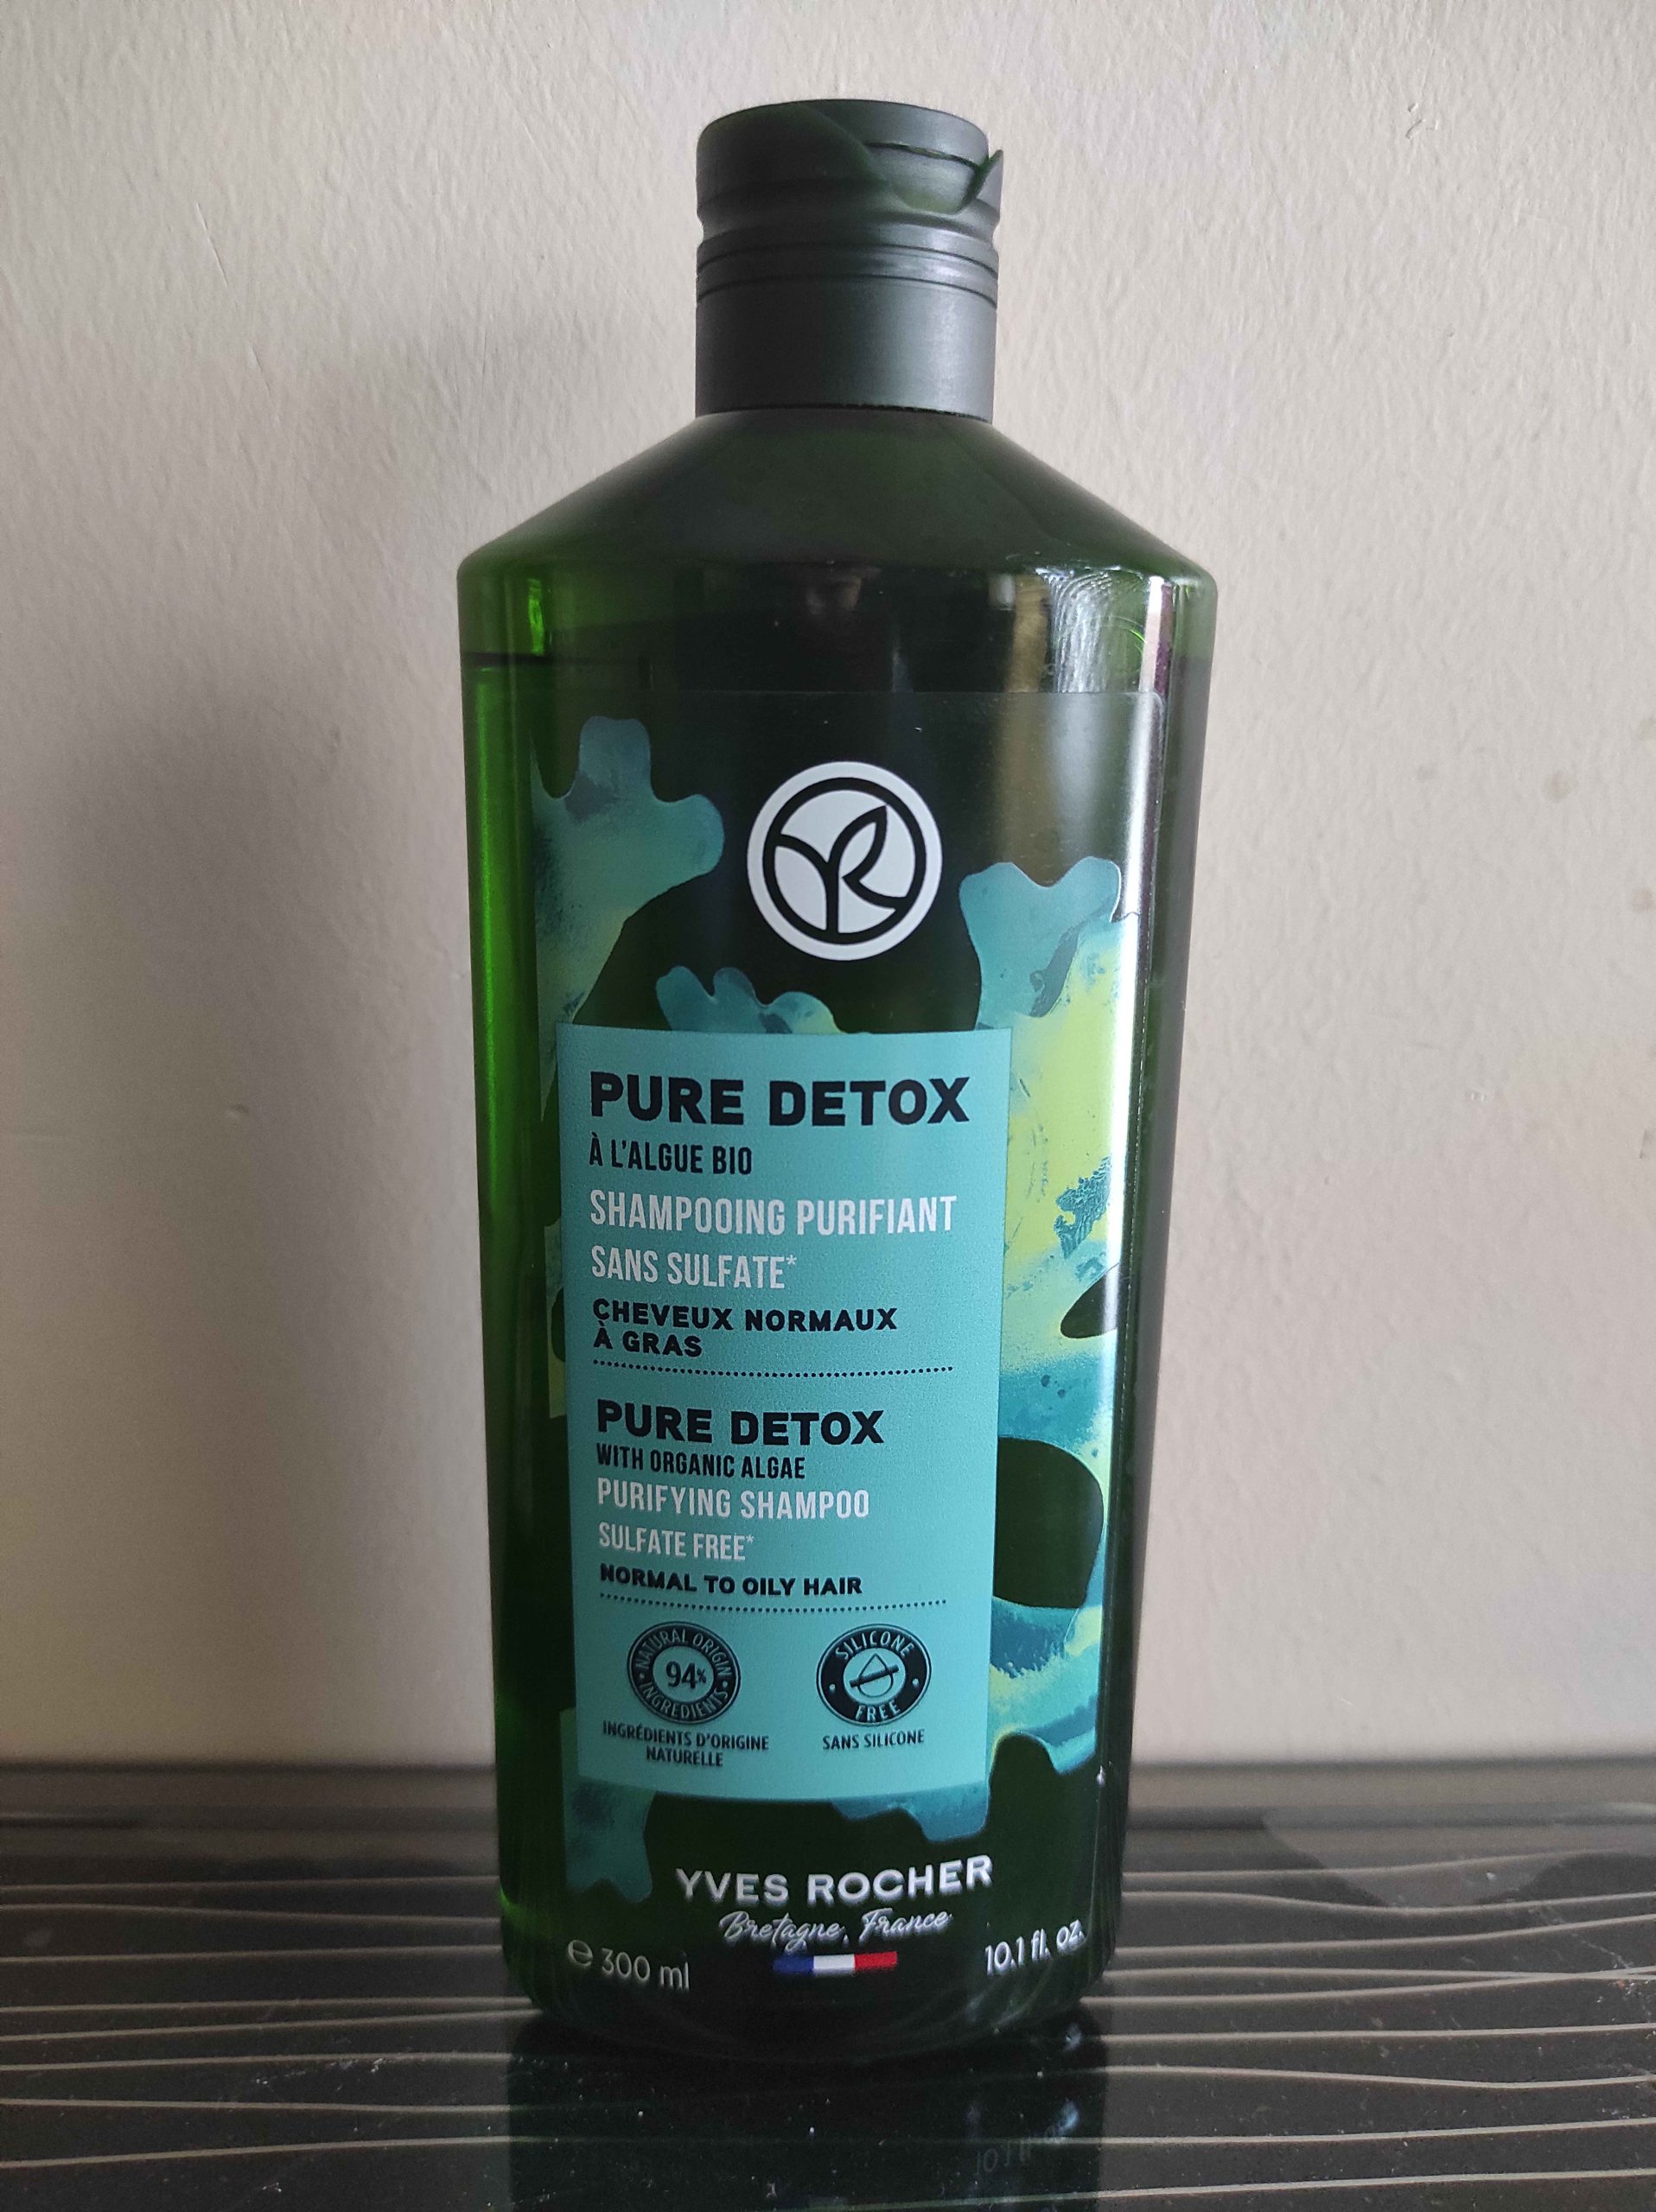 PURE DETOX
À L'ALGUE BIO
SHAMPOOING PURIFIANT
SANS SULFATE*
CHEVEUX NORMAUX
À GRAS
PURE DETOX
WITH ORGANIC ALGAE
PURIFYING SHAMPOO
SULFATE FREE*
NORMAL TO OILY HAIR
NATURAL ORIGIN
94%
INGREDIENTS
INGRÉDIENTS D'ORIGINE
NATURELLE
SILICONE
FREE
SANS SILICONE
YVES ROCHER
Bretagne, France
℮ 300 ml
10.1 fl. oz.